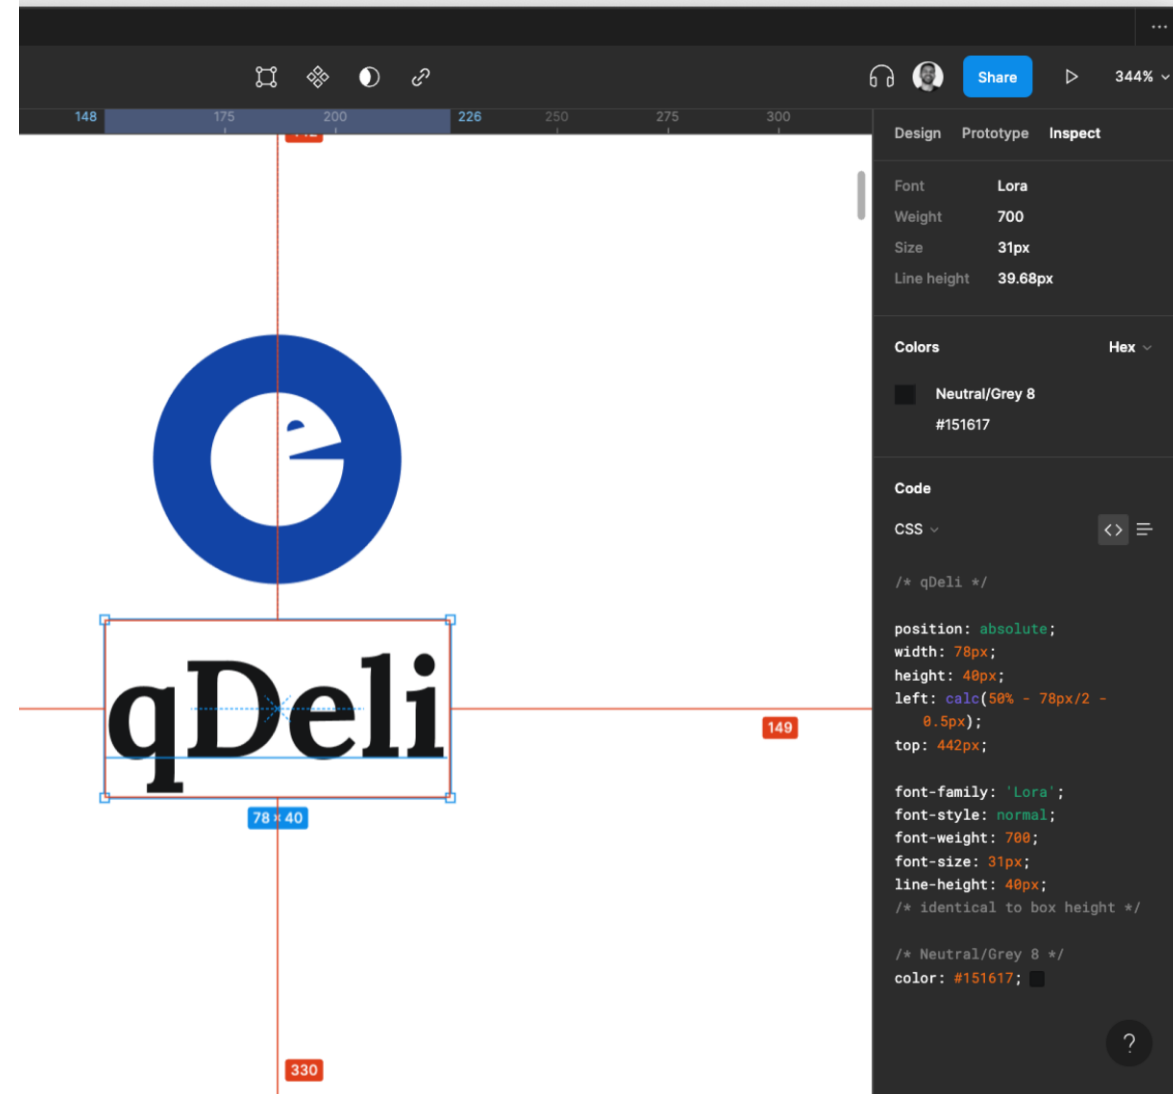 ...
Share
344%
148 175 200 226 250 275 300
Design Prototype Inspect
Font Lora
Weight 700
Size 31px
Line height 39.68px
Colors Hex
Neutral/Grey 8
#151617
Code
CSS
<>
/* qDeli */
position: absolute;
width: 78px;
height: 40px;
left: calc(50% - 78px/2 -
0.5px);
top: 442px;
font-family: 'Lora';
font-style: normal;
font-weight: 700;
font-size: 31px;
line-height: 40px;
/* identical to box height */
/* Neutral/Grey 8 */
color: #151617;
qDeli
149
78 × 40
330
?